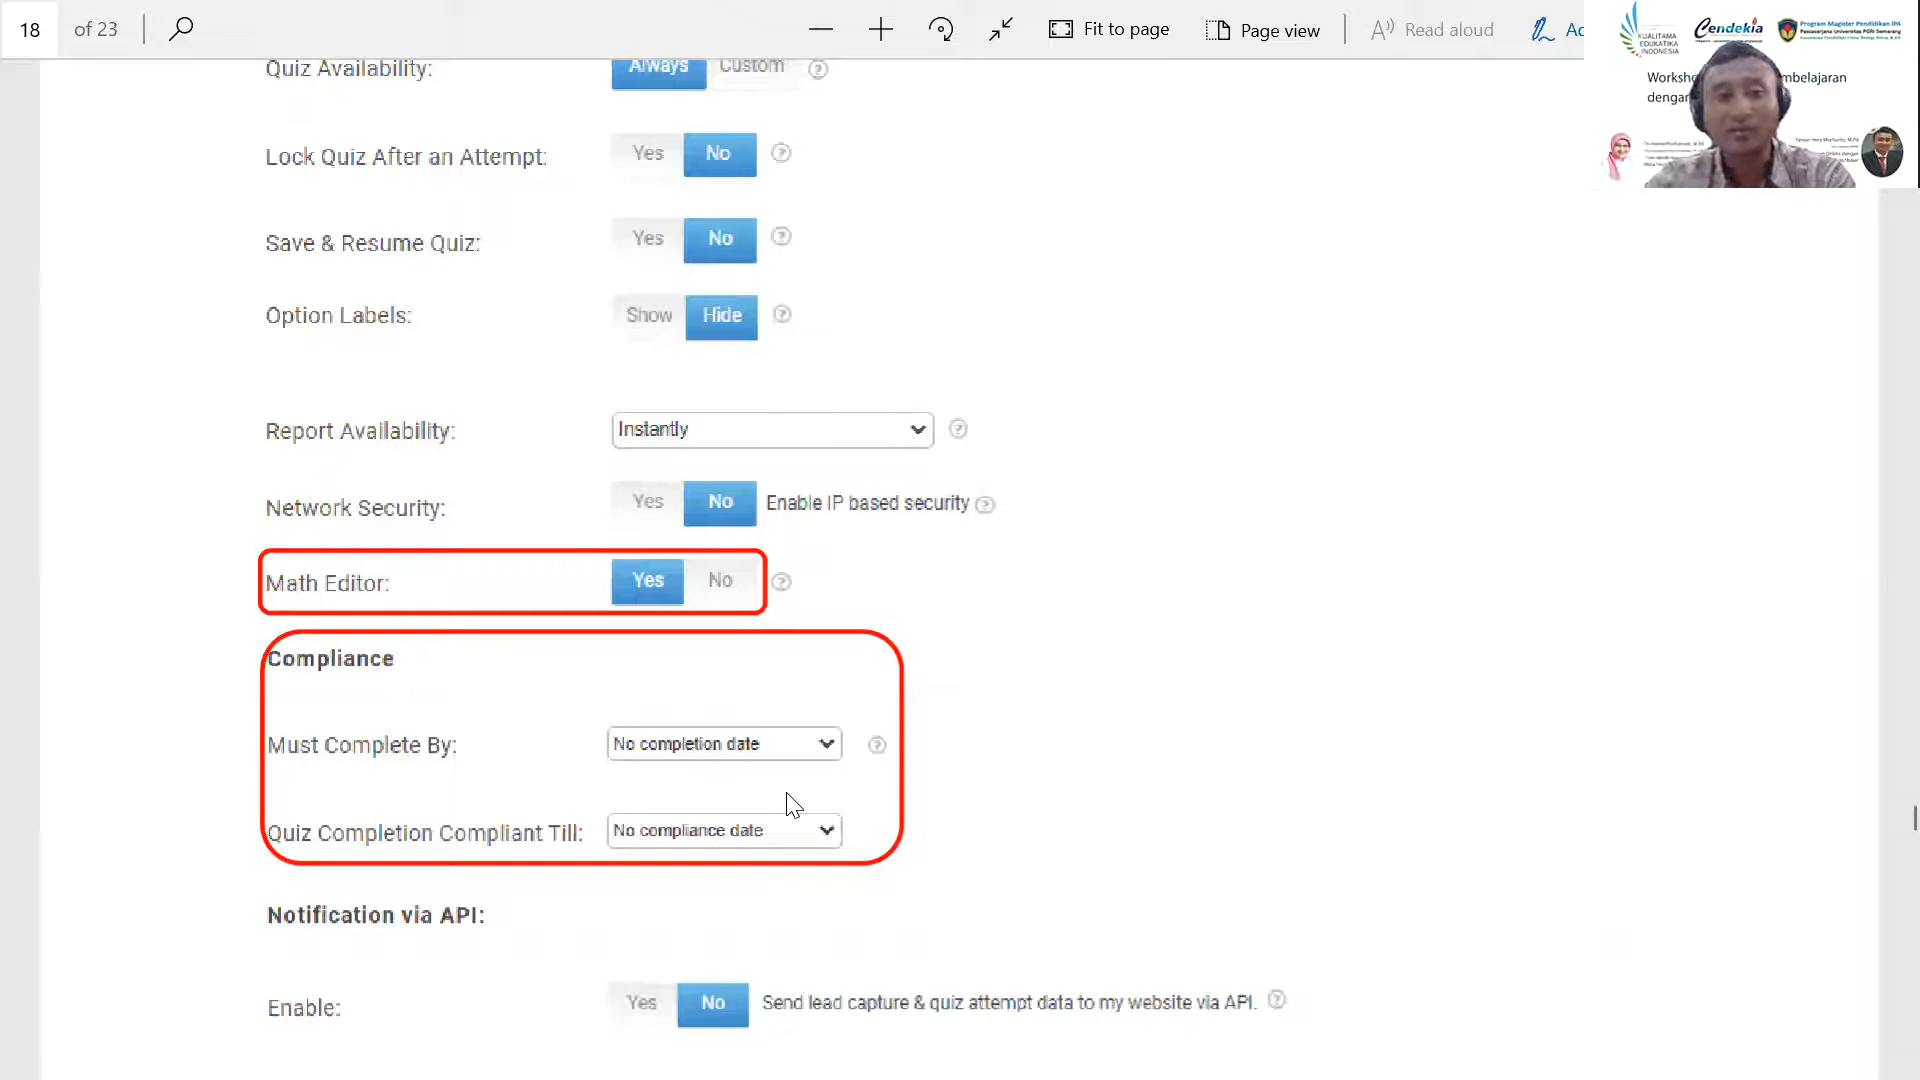 18 of 23
Fit to page
Page view
Read aloud
KUALITAMA
EDUKATIKA
INDONESIA
Cendekia
Program Magister Pendidikan IPA
Pascasarjana Universitas PGRI Semarang
Quiz Availability: Always Custom
Lock Quiz After an Attempt: Yes No
Save & Resume Quiz: Yes No
Option Labels: Show Hide
Report Availability: Instantly
Network Security: Yes No Enable IP based security
Math Editor: Yes No
Compliance
Must Complete By: No completion date
Quiz Completion Compliant Till: No compliance date
Notification via API:
Enable: Yes No Send lead capture & quiz attempt data to my website via API.